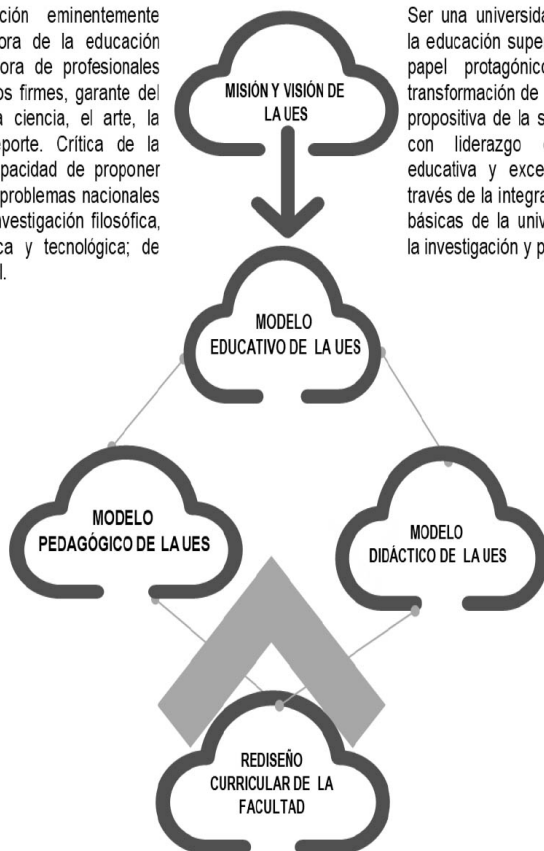 ción eminentemente
ora de la educación
ora de profesionales
os firmes, garante del
a ciencia, el arte, la
porte. Crítica de la
pacidad de proponer
problemas nacionales
nvestigación filosófica,
ca y tecnológica; de
l.
MISIÓN Y VISIÓN DE
LA UES
Ser una universida
la educación super
papel protagónico
transformación de
propositiva de la s
con liderazgo
educativa y exce
través de la integra
básicas de la univ
la investigación y p
MODELO
EDUCATIVO DE LA UES
MODELO
PEDAGÓGICO DE LA UES
MODELO
DIDÁCTICO DE LA UES
REDISEÑO
CURRICULAR DE LA
FACULTAD